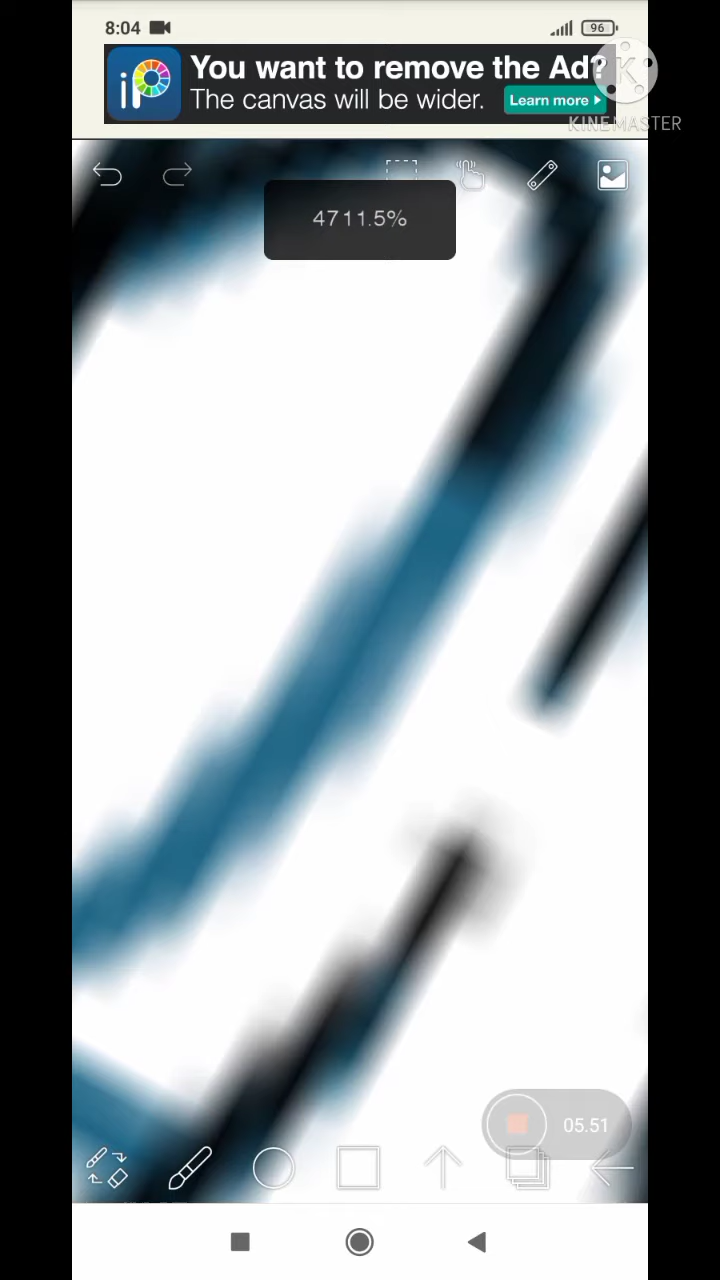 8:04
96
iP
You want to remove the Ad?
The canvas will be wider.
Learn more
K
KINEMASTER
4711.5%
05.51